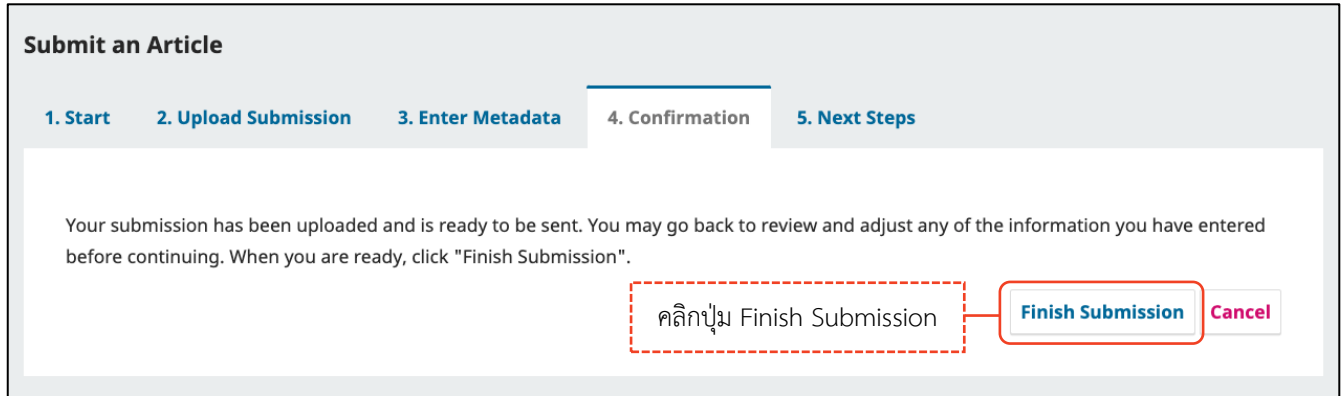 Submit an Article
1. Start 2. Upload Submission 3. Enter Metadata 4. Confirmation 5. Next Steps
Your submission has been uploaded and is ready to be sent. You may go back to review and adjust any of the information you have entered
before continuing. When you are ready, click "Finish Submission".
คลิกปุ่ม Finish Submission Finish Submission Cancel